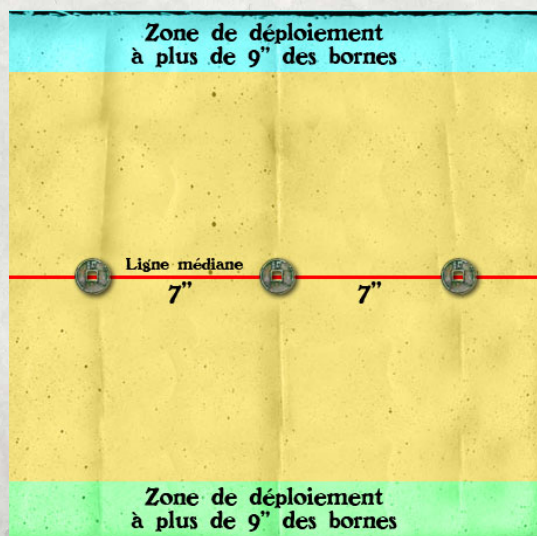 Zone de déploiement
à plus de 9” des bornes
Ligne médiane
7” 7”
Zone de déploiement
à plus de 9” des bornes